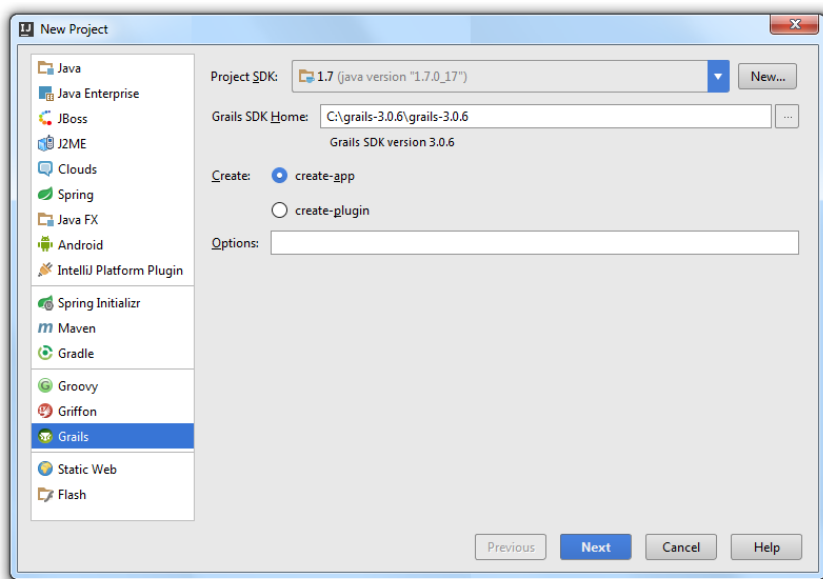 New Project
Java
Java Enterprise
JBoss
J2ME
Clouds
Spring
Java FX
Android
IntelliJ Platform Plugin
Spring Initializr
Maven
Gradle
Groovy
Griffon
Grails
Static Web
Flash
Project SDK: 1.7 (java version "1.7.0_17") New...
Grails SDK Home: C:\grails-3.0.6\grails-3.0.6 ...
Grails SDK version 3.0.6
Create: create-app
create-plugin
Options:
Previous Next Cancel Help